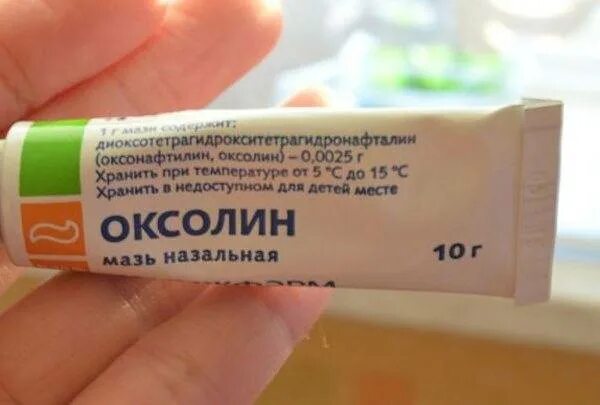 1 г мази содержит:
диоксотетрагидрокситетрагидронафталин
(оксонафтилин, оксолин) – 0,0025 г
Хранить при температуре от 5 °С до 15 °С
Хранить в недоступном для детей месте
ОКСОЛИН
мазь назальная
10 г